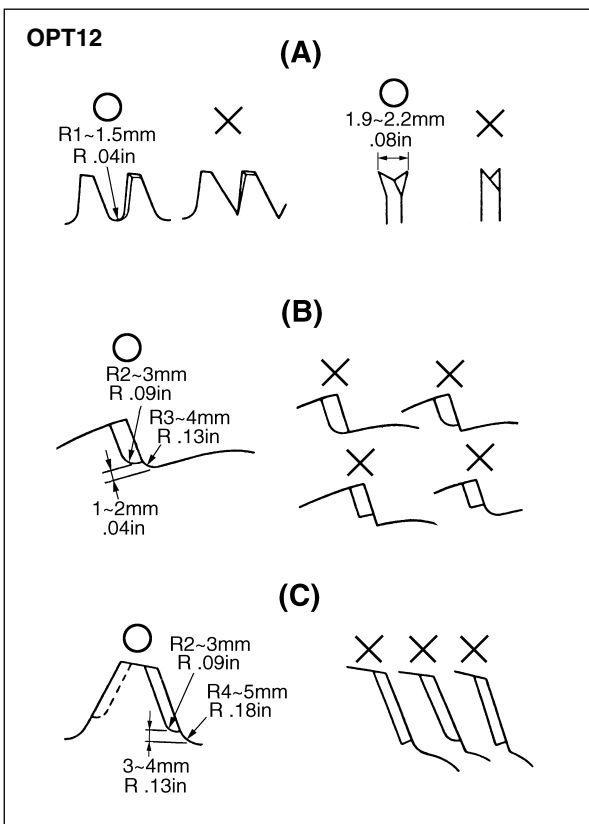 OPT12
(A)
R1~1.5mm
R .04in
1.9~2.2mm
.08in
(B)
R2~3mm
R .09in
R3~4mm
R .13in
1~2mm
.04in
(C)
R2~3mm
R .09in
R4~5mm
R .18in
3~4mm
R .13in